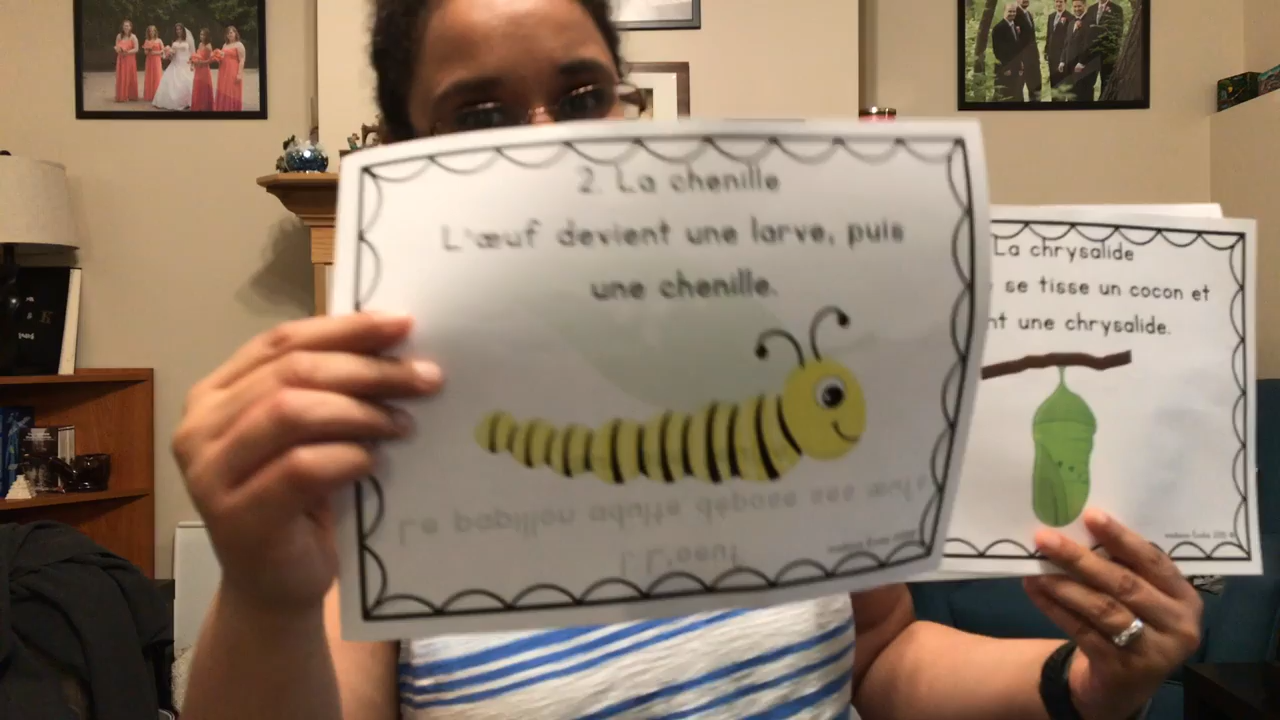 2. La chenille
L'œuf devient une larve, puis
une chenille.
La chrysalide
se tisse un cocon et
nt une chrysalide.